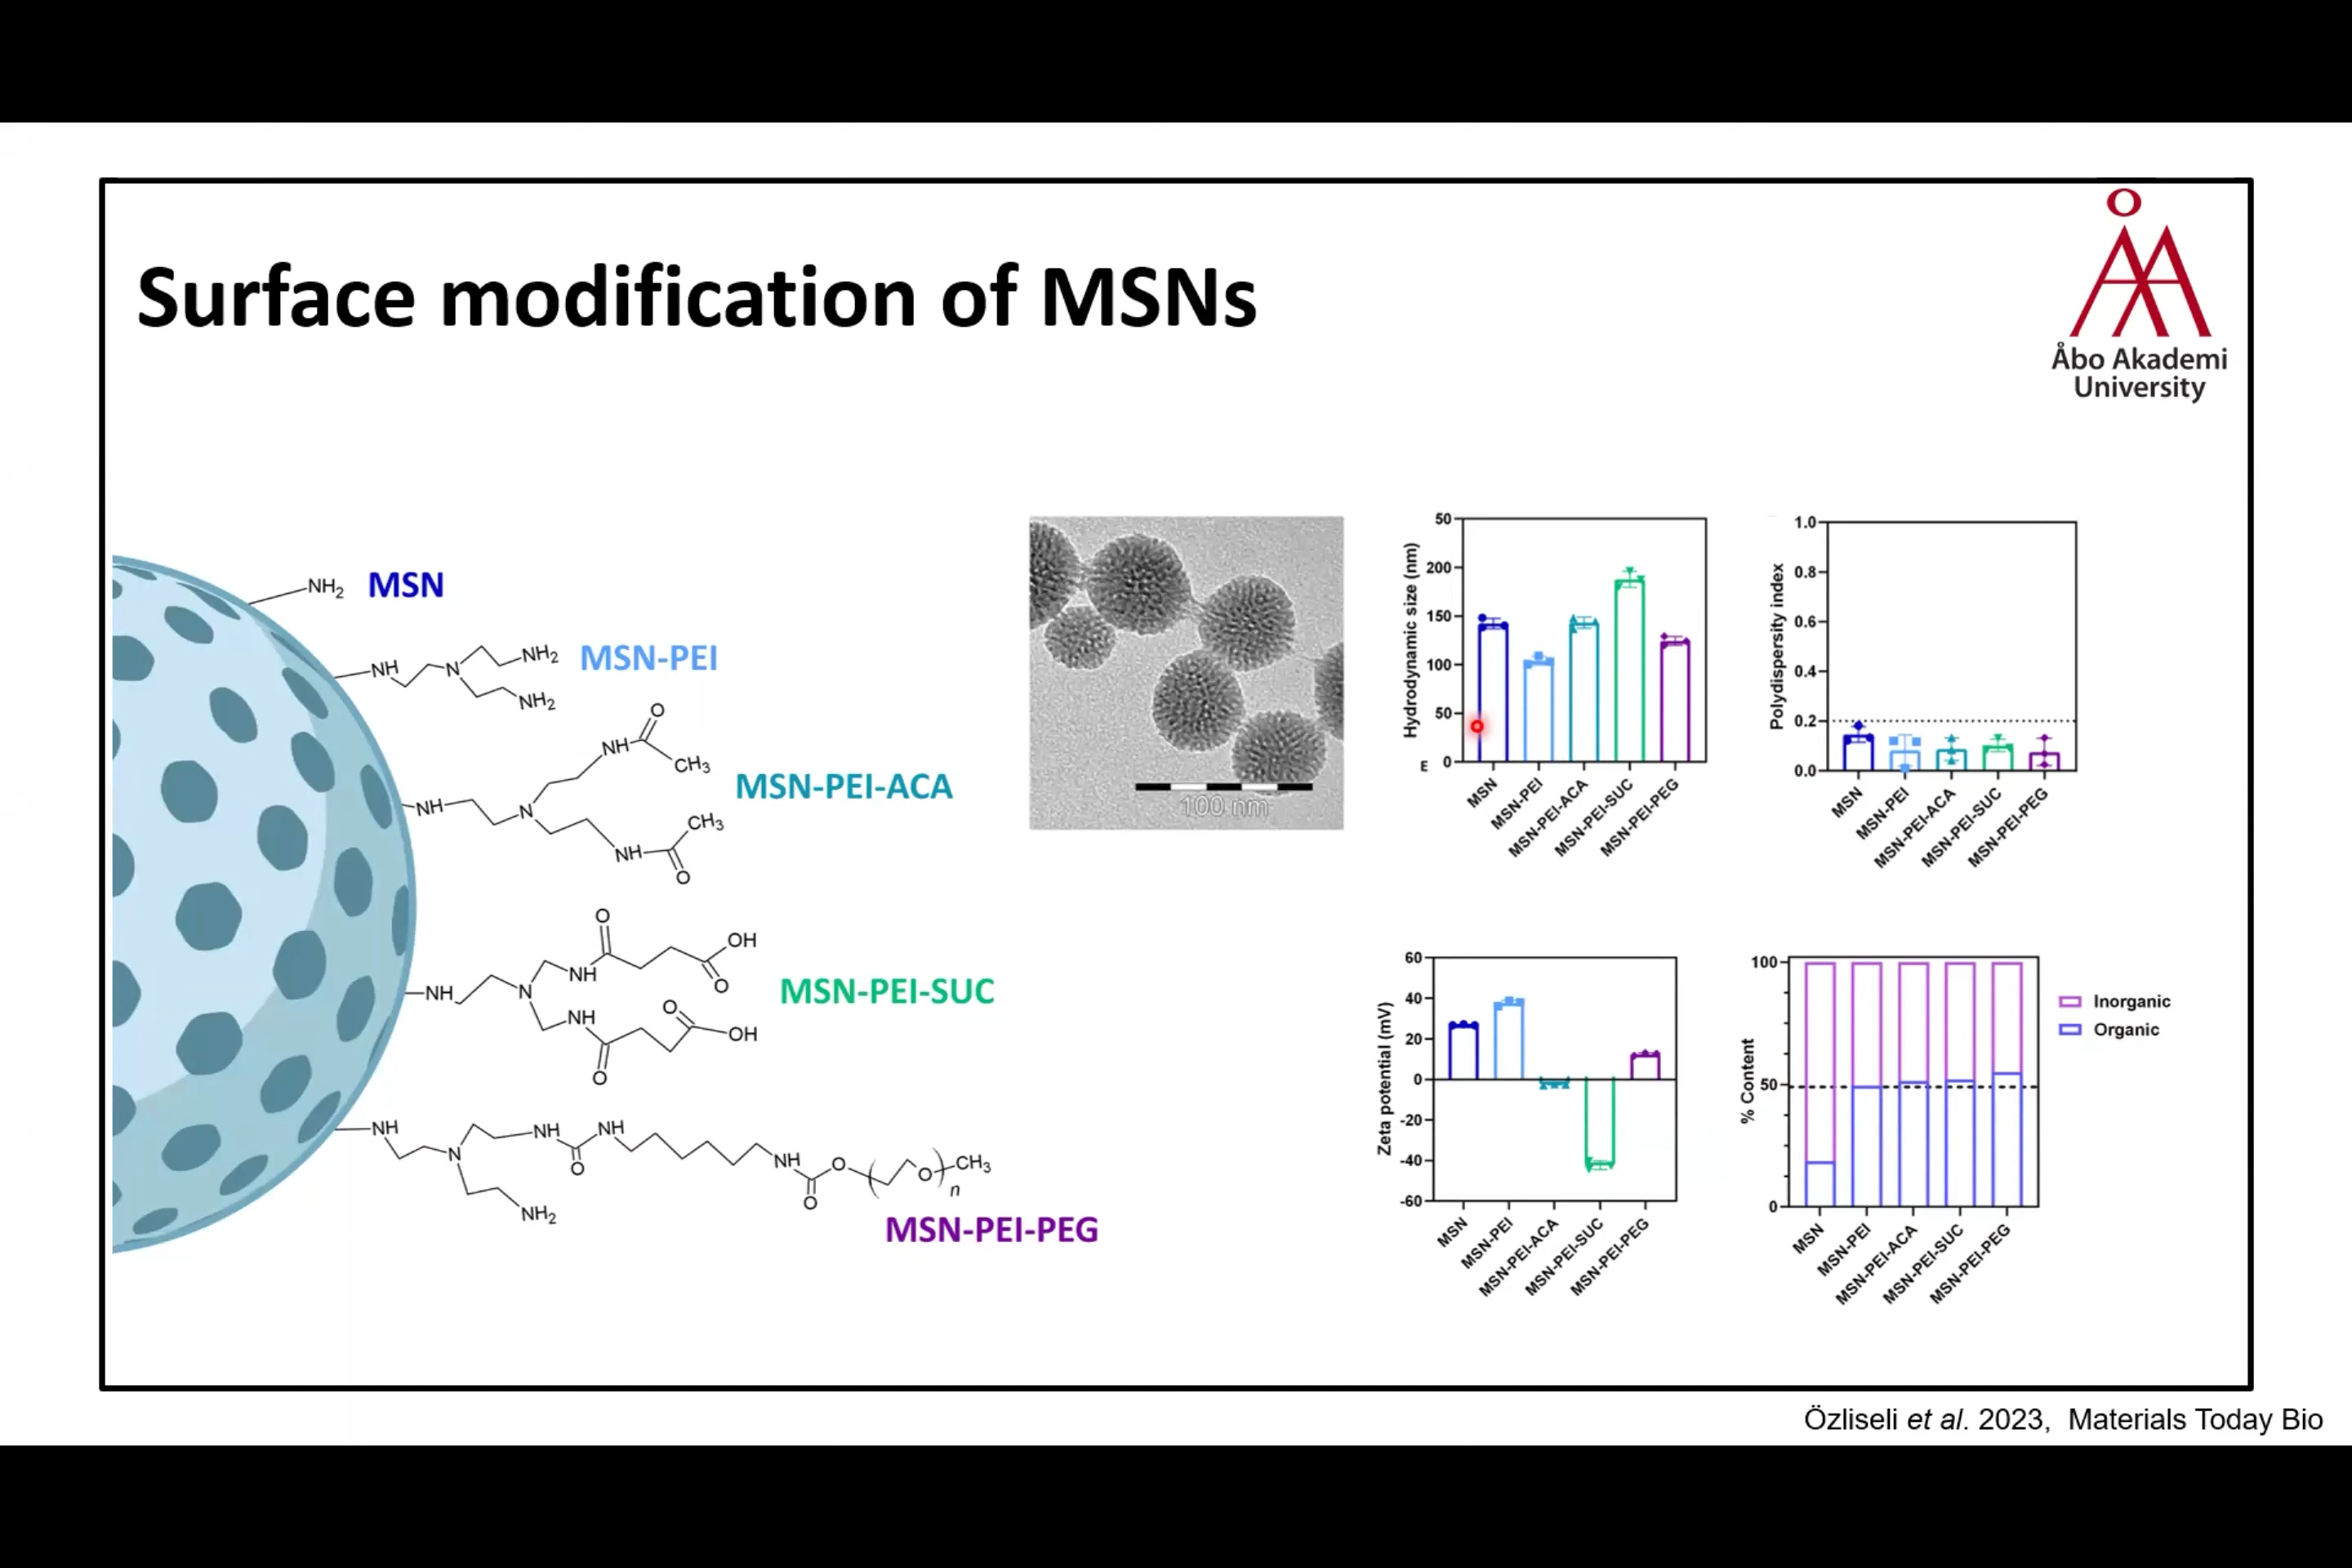 Surface modification of MSNs
Åbo Akademi
University
NH2
MSN
NH
N
NH2
NH2
MSN-PEI
NH
N
NH
O
CH3
NH
CH3
O
MSN-PEI-ACA
NH
N
NH
O
OH
O
NH
O
O
OH
MSN-PEI-SUC
NH
N
NH
O
NH
NH
O
O
O
CH3
n
NH2
MSN-PEI-PEG
100 nm
Hydrodynamic size (nm)
50
200
150
100
50
0
E
MSN
MSN-PEI
MSN-PEI-ACA
MSN-PEI-SUC
MSN-PEI-PEG
Polydispersity index
1.0
0.8
0.6
0.4
0.2
0.0
MSN
MSN-PEI
MSN-PEI-ACA
MSN-PEI-SUC
MSN-PEI-PEG
Zeta potential (mV)
60
40
20
0
-20
-40
-60
MSN
MSN-PEI
MSN-PEI-ACA
MSN-PEI-SUC
MSN-PEI-PEG
% Content
100
50
0
MSN
MSN-PEI
MSN-PEI-ACA
MSN-PEI-SUC
MSN-PEI-PEG
Inorganic
Organic
Özliseli et al. 2023, Materials Today Bio